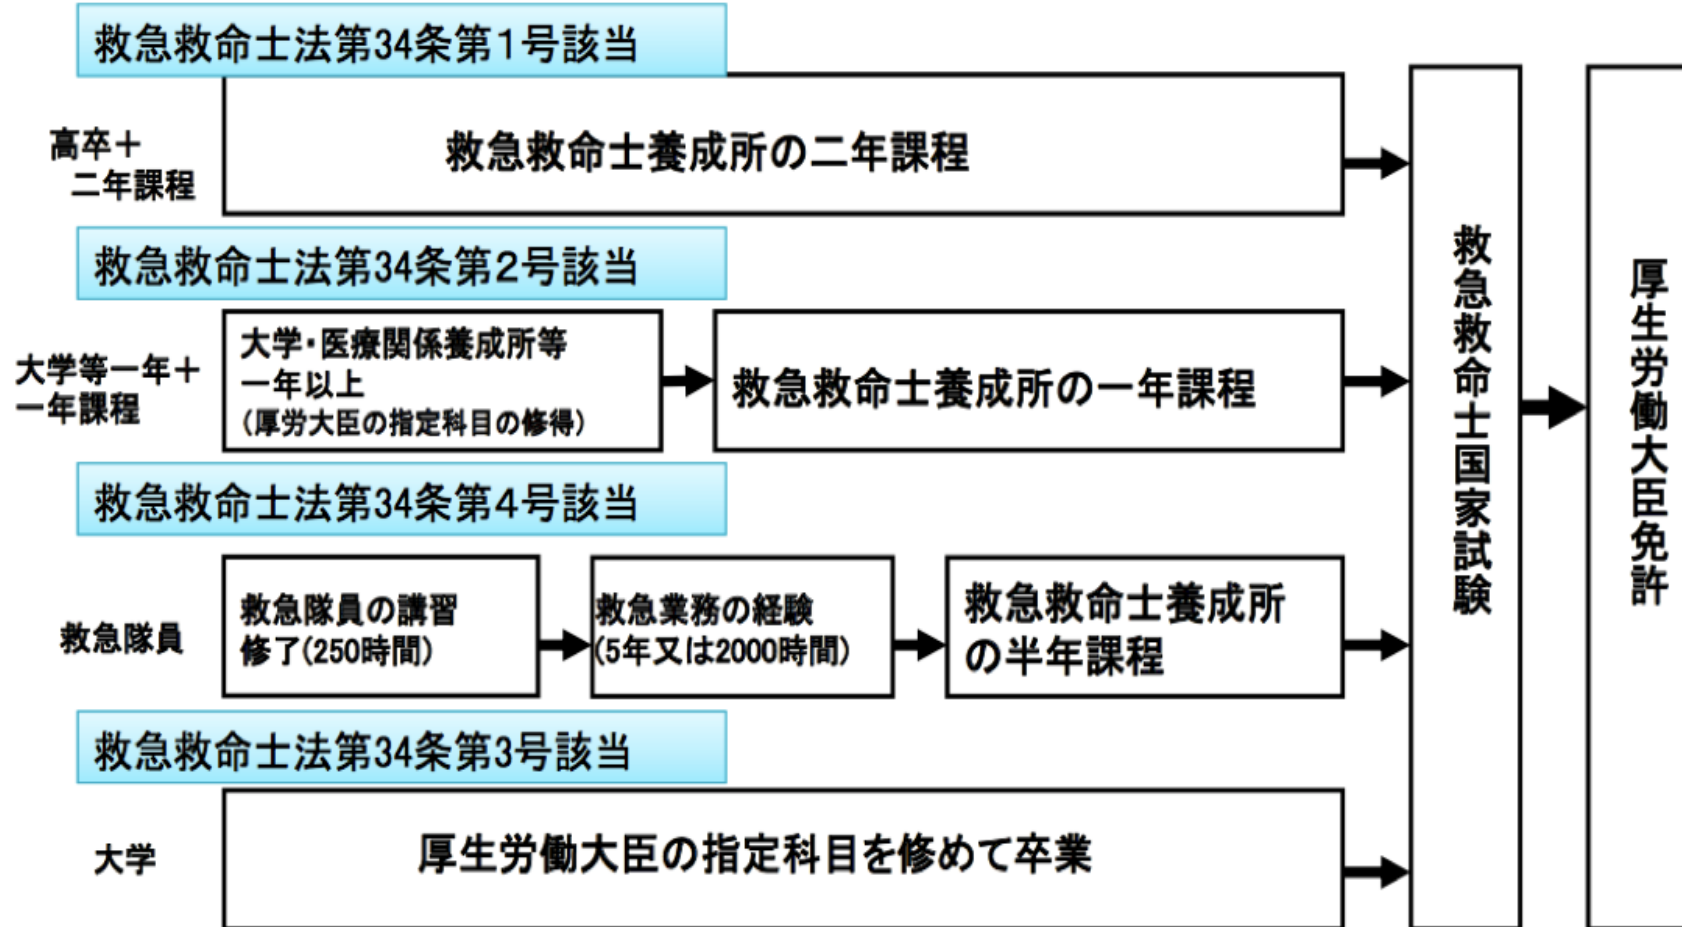 救急救命士法第34条第1号該当
高卒＋
二年課程
救急救命士養成所の二年課程
救急救命士法第34条第2号該当
大学等一年＋
一年課程
大学・医療関係養成所等
一年以上
(厚労大臣の指定科目の修得)
救急救命士養成所の一年課程
救急救命士法第34条第4号該当
救急隊員
救急隊員の講習
修了(250時間)
救急業務の経験
(5年又は2000時間)
救急救命士養成所
の半年課程
救急救命士法第34条第3号該当
大学
厚生労働大臣の指定科目を修めて卒業
救急救命士国家試験
厚生労働大臣免許